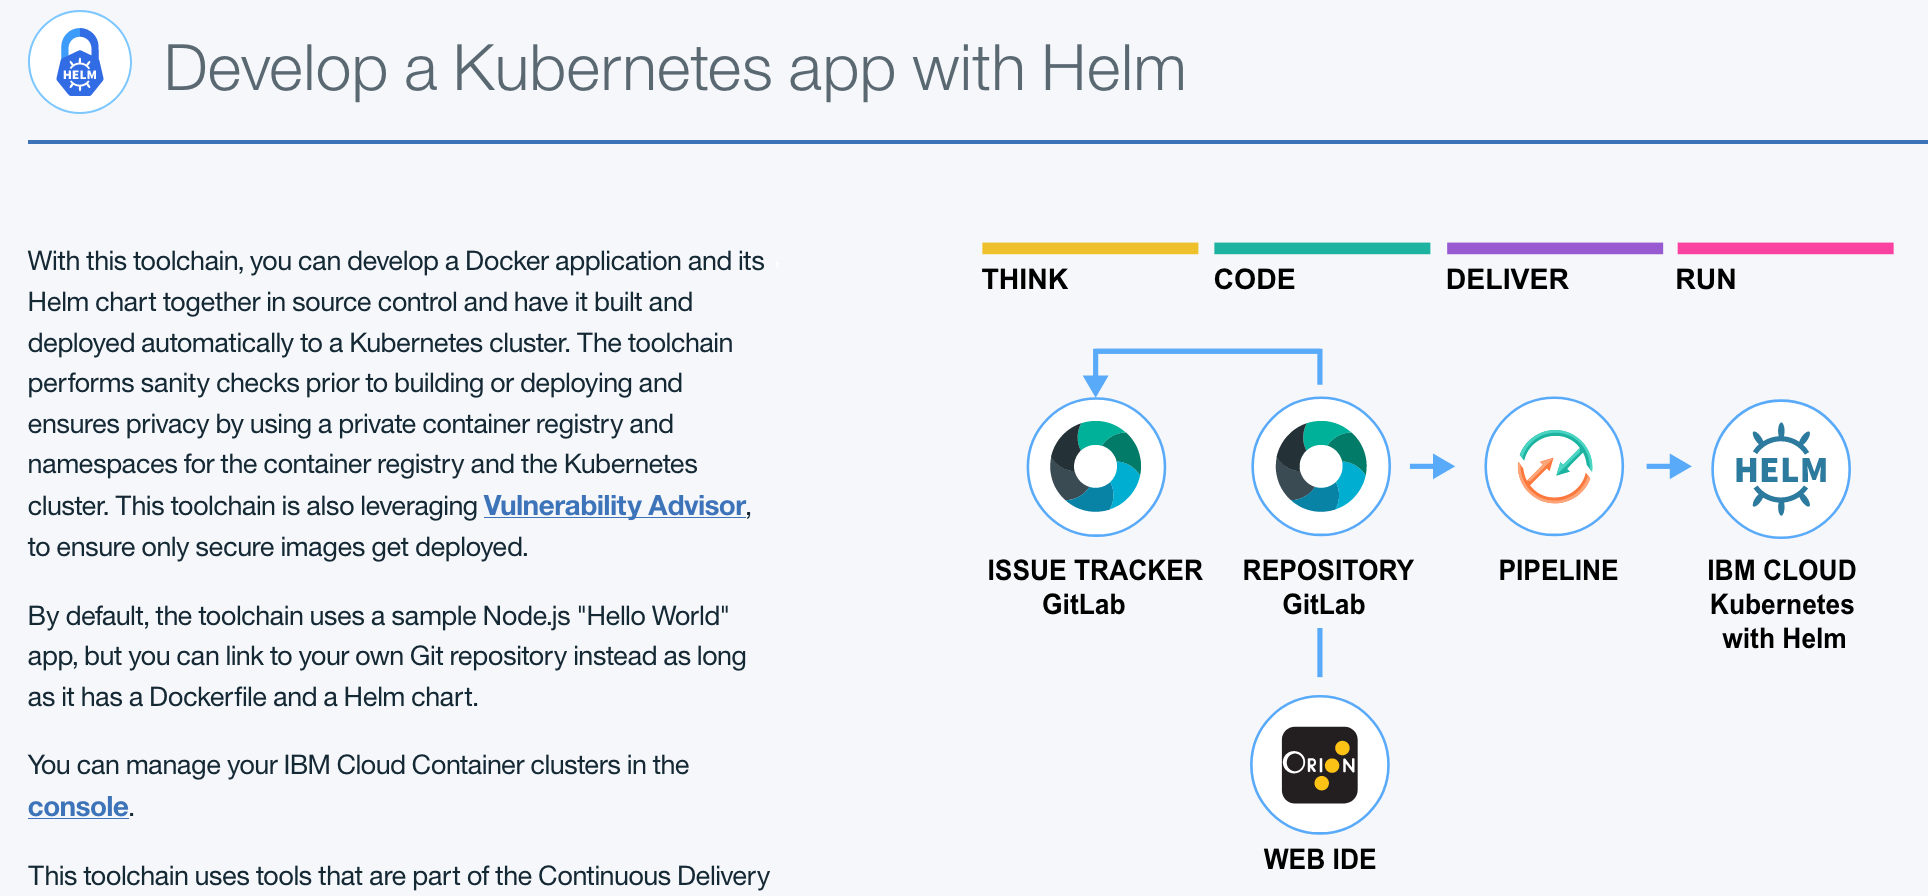 HELM
Develop a Kubernetes app with Helm
With this toolchain, you can develop a Docker application and its
Helm chart together in source control and have it built and
deployed automatically to a Kubernetes cluster. The toolchain
performs sanity checks prior to building or deploying and
ensures privacy by using a private container registry and
namespaces for the container registry and the Kubernetes
cluster. This toolchain is also leveraging Vulnerability Advisor,
to ensure only secure images get deployed.
By default, the toolchain uses a sample Node.js "Hello World"
app, but you can link to your own Git repository instead as long
as it has a Dockerfile and a Helm chart.
You can manage your IBM Cloud Container clusters in the
console.
This toolchain uses tools that are part of the Continuous Delivery
THINK
CODE
DELIVER
RUN
HELM
ISSUE TRACKER
GitLab
REPOSITORY
GitLab
PIPELINE
IBM CLOUD
Kubernetes
with Helm
ORION
WEB IDE